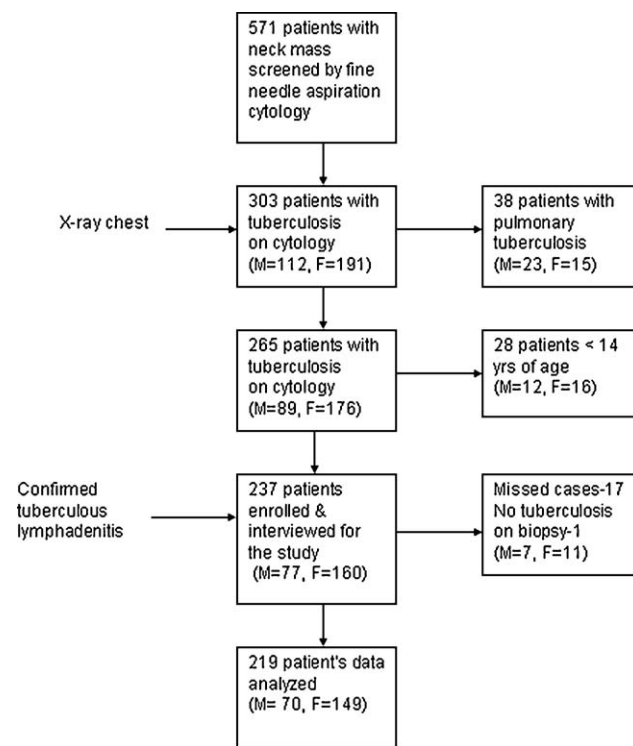 571 patients with
neck mass
screened by fine
needle aspiration
cytology
X-ray chest
303 patients with
tuberculosis
on cytology
(M=112, F=191)
38 patients with
pulmonary
tuberculosis
(M=23, F=15)
265 patients with
tuberculosis
on cytology
(M=89, F=176)
28 patients < 14
yrs of age
(M=12, F=16)
Confirmed
tuberculous
lymphadenitis
237 patients
enrolled &
interviewed for
the study
(M=77, F=160)
Missed cases-17
No tuberculosis
on biopsy-1
(M=7, F=11)
219 patient's data
analyzed
(M= 70, F=149)